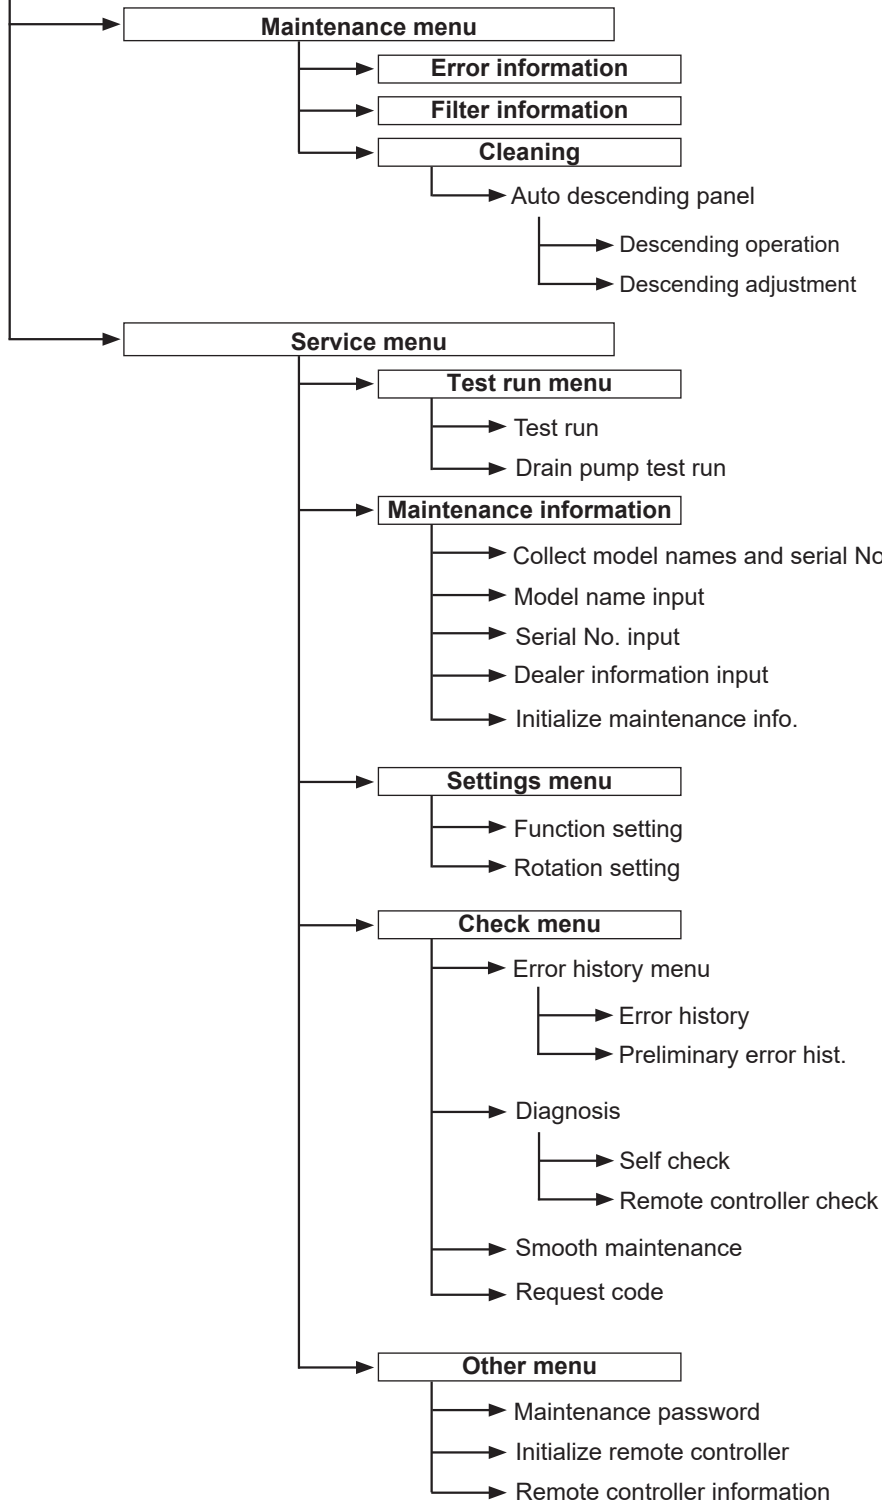 Maintenance menu
Error information
Filter information
Cleaning
Auto descending panel
Descending operation
Descending adjustment
Service menu
Test run menu
Test run
Drain pump test run
Maintenance information
Collect model names and serial No
Model name input
Serial No. input
Dealer information input
Initialize maintenance info.
Settings menu
Function setting
Rotation setting
Check menu
Error history menu
Error history
Preliminary error hist.
Diagnosis
Self check
Remote controller check
Smooth maintenance
Request code
Other menu
Maintenance password
Initialize remote controller
Remote controller information